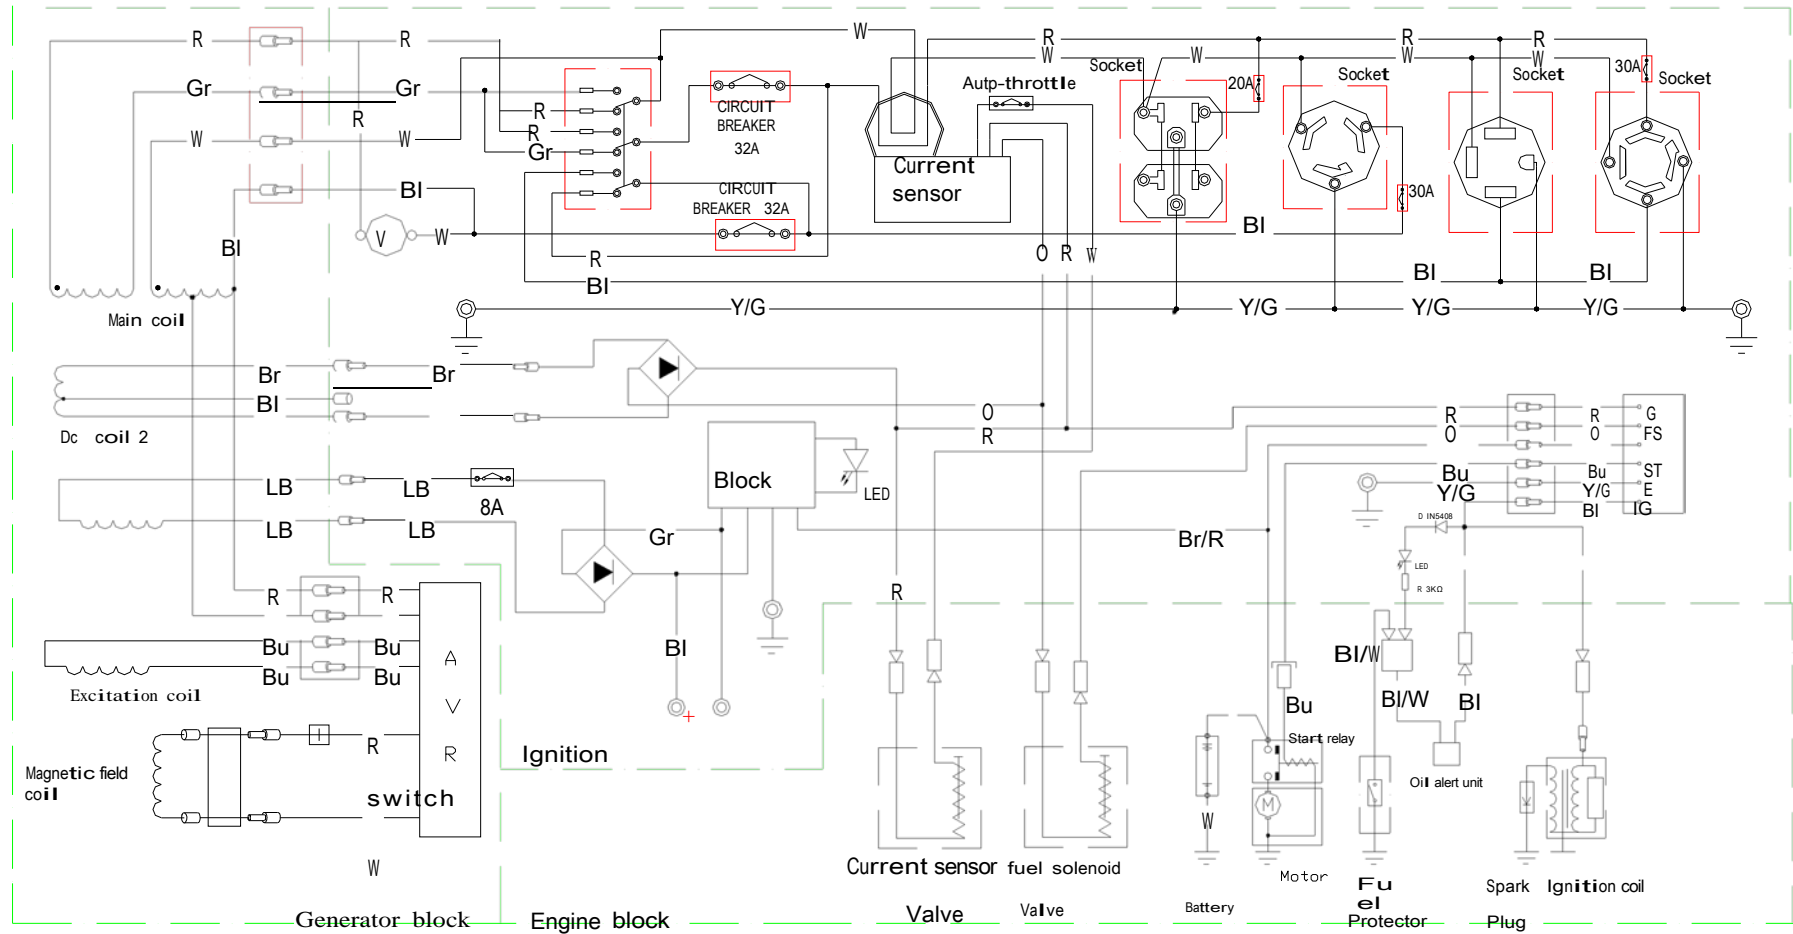 R R W R W W R W R W
Socket
Autp-throttle
Socket
Socket
Socket
30A
20A
Gr Gr
R
R
CIRCUIT
BREAKER
32A
W W
R
Gr
Current
sensor
CIRCUIT
BREAKER 32A
Bl
30A
V W
Bl
Bl
R
O R W
Bl
Bl Bl
Y/G Y/G Y/G Y/G
Main coil
Br Br
Bl
O
R
Dc coil 2
R R G
O O FS
Block
LED
LB LB
8A
Bu Bu ST
Y/G Y/G E
Bl IG
LB LB
Gr
Br/R
D IN5408
LED
R 3KΩ
R R
R
Bu Bu
Bu Bu
A
V
R
Excitation coil
Bl
+
Bl/W
Bl/W Bl
Bu
Start relay
Ignition
R
Magnetic field
coil
switch
Oil alert unit
M
W
W
Current sensor fuel solenoid
Motor
Fu
el
Spark Ignition coil
Generator block
Engine block
Valve
Valve
Battery
Protector
Plug